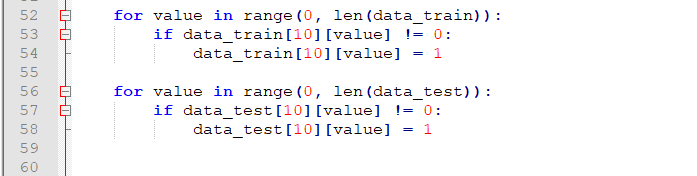 52 for value in range(0, len(data_train)):
53 if data_train[10][value] != 0:
54 data_train[10][value] = 1
55
56 for value in range(0, len(data_test)):
57 if data_test[10][value] != 0:
58 data_test[10][value] = 1
59
60